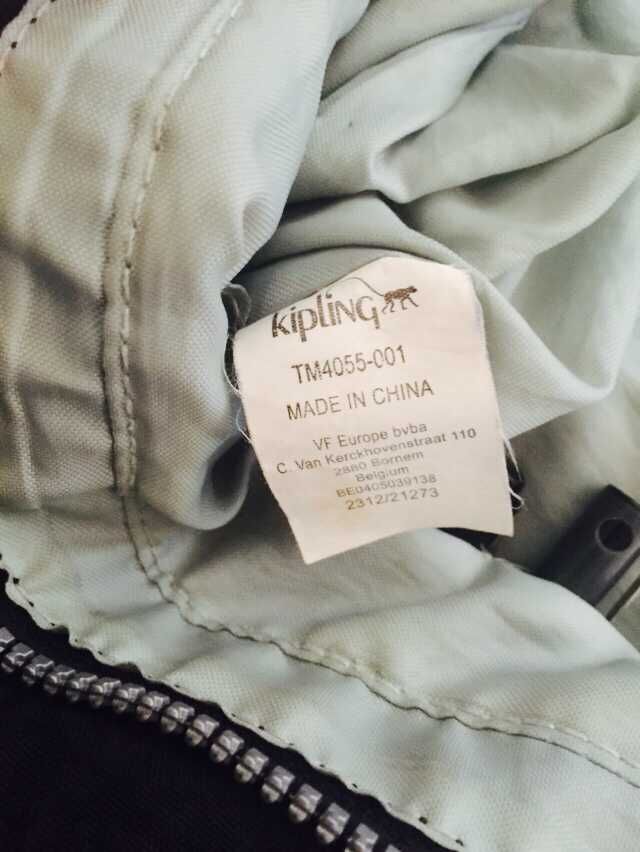 kipling
TM4055-001
MADE IN CHINA
VF Europe bvba
C. Van Kerckhovenstraat 110
2880 Bornem
Belgium
BE0405039138
2312/21273